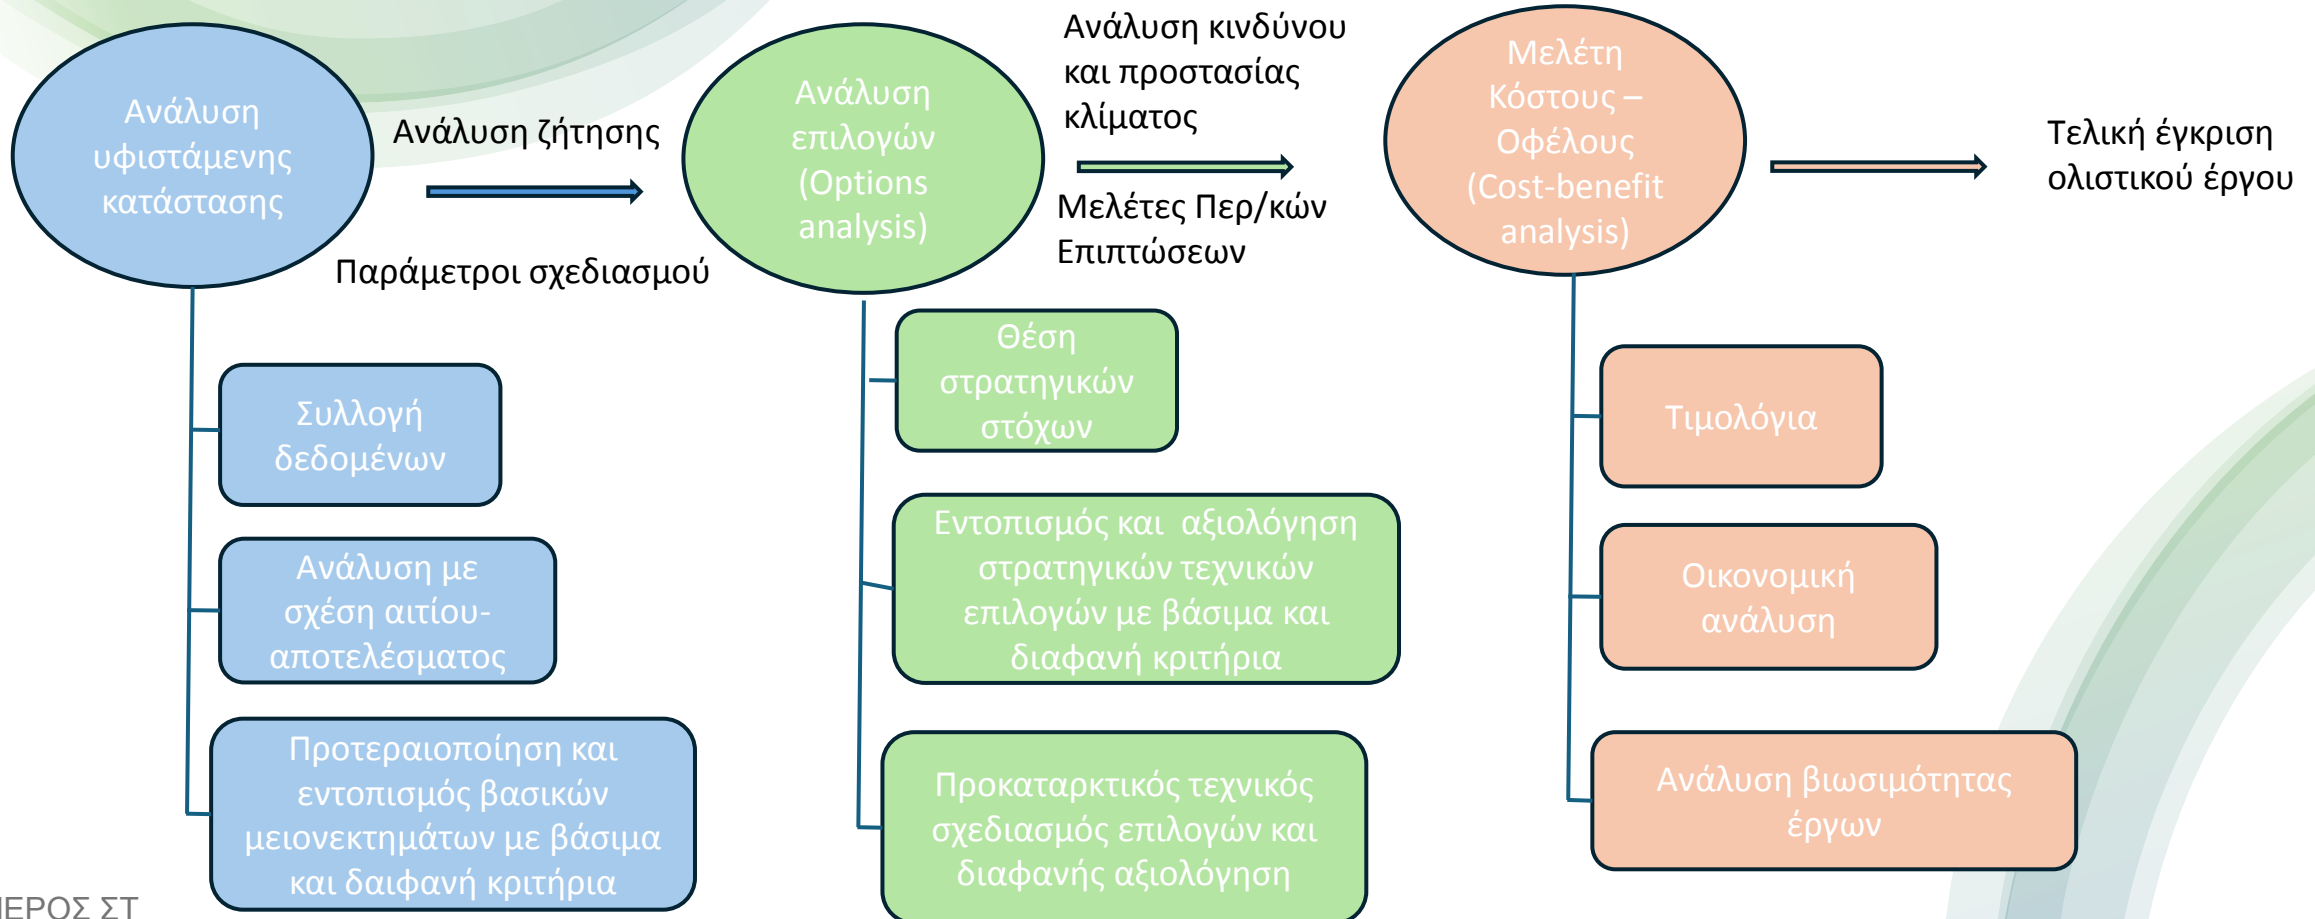 Ανάλυση
υφιστάμενης
κατάστασης
Ανάλυση ζήτησης
Παράμετροι σχεδιασμού
Ανάλυση
επιλογών
(Options
analysis)
Ανάλυση κινδύνου
και προστασίας
κλίματος
Μελέτες Περ/κών
Επιπτώσεων
Μελέτη
Κόστους –
Οφέλους
(Cost-benefit
analysis)
Τελική έγκριση
ολιστικού έργου
Συλλογή
δεδομένων
Ανάλυση με
σχέση αιτίου-
αποτελέσματος
Προτεραιοποίηση και
εντοπισμός βασικών
μειονεκτημάτων με βάσιμα
και δαιφανή κριτήρια
Θέση
στρατηγικών
στόχων
Εντοπισμός και αξιολόγηση
στρατηγικών τεχνικών
επιλογών με βάσιμα και
διαφανή κριτήρια
Προκαταρκτικός τεχνικός
σχεδιασμός επιλογών και
διαφανής αξιολόγηση
Τιμολόγια
Οικονομική
ανάλυση
Ανάλυση βιωσιμότητας
έργων
ΣΤ